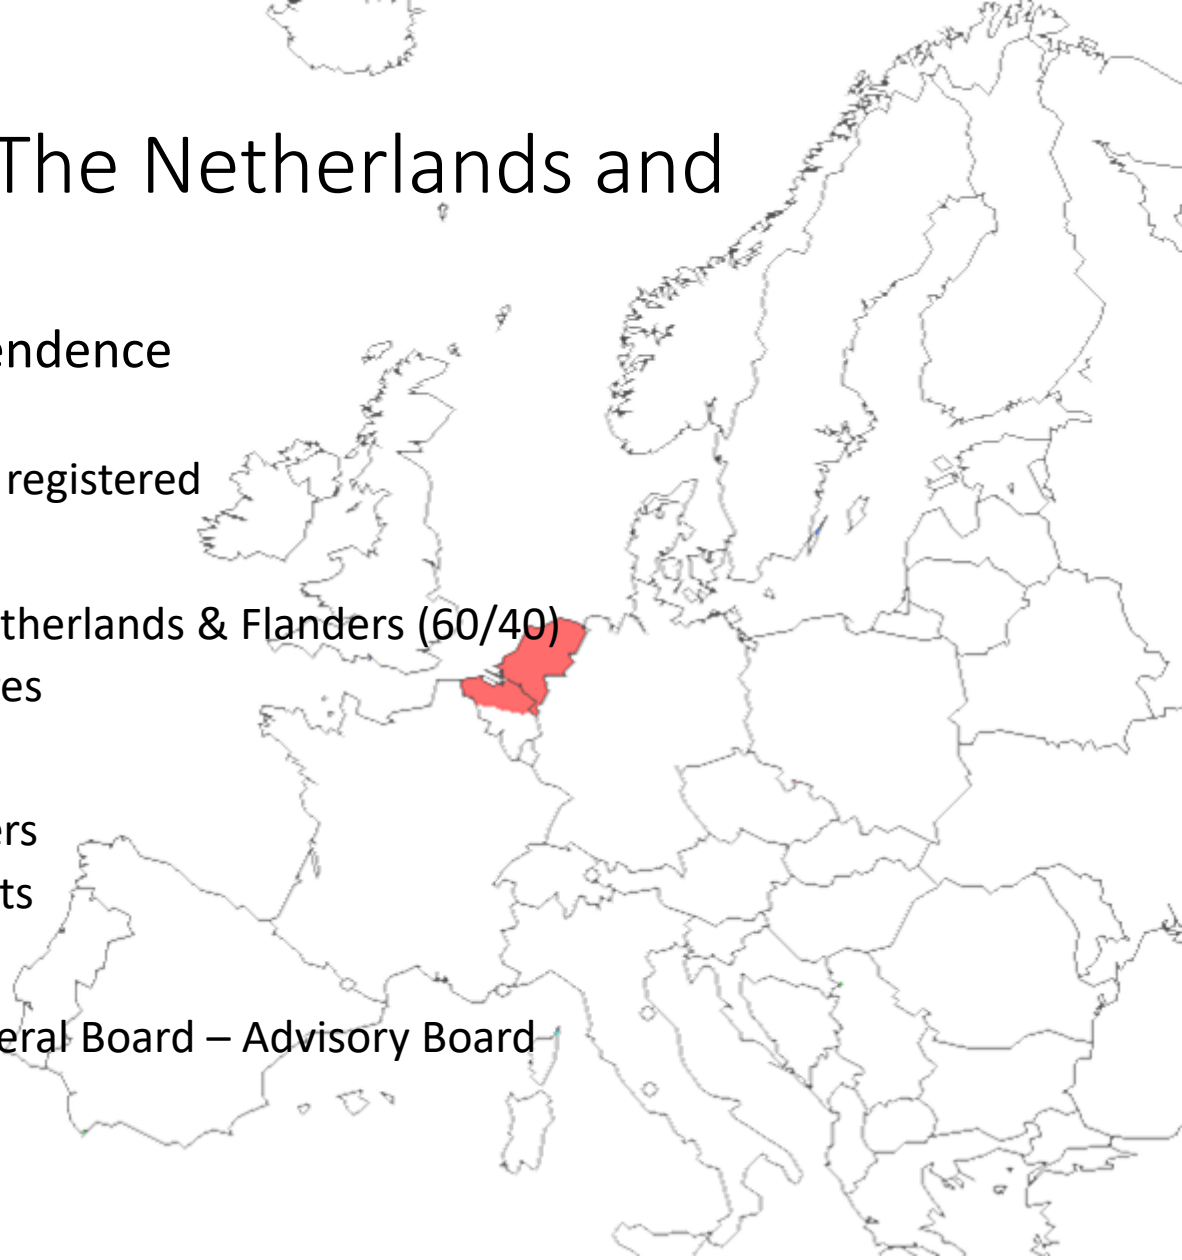 The Netherlands and
endence
registered
therlands & Flanders (60/40)
es
ers
ts
eral Board – Advisory Board